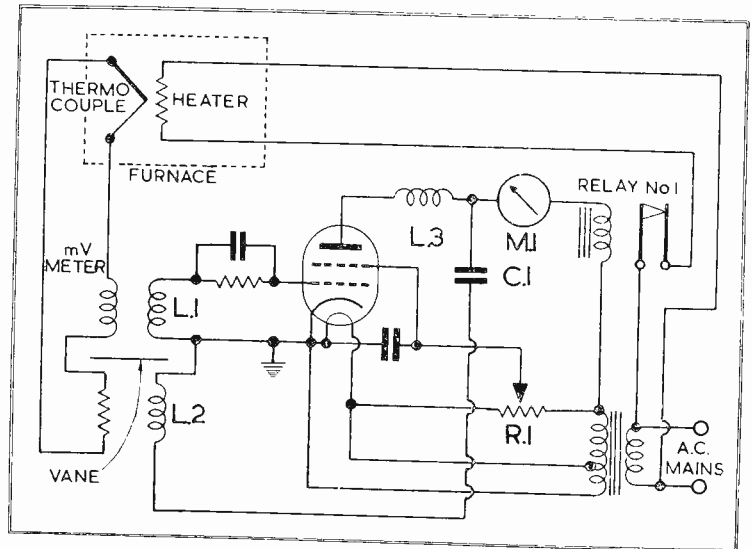 THERMO
COUPLE
HEATER
FURNACE
RELAY No 1
mV
METER
L.1
L.3
M.1
C.1
L.2
R.1
VANE
A.C.
MAINS